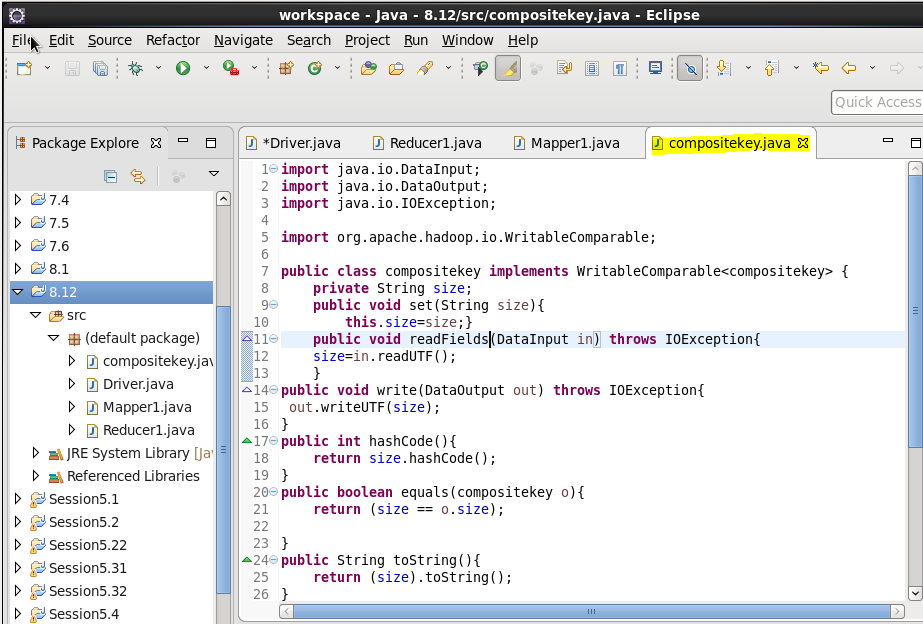 workspace - Java - 8.12/src/compositekey.java - Eclipse
File Edit Source Refactor Navigate Search Project Run Window Help
Quick Access
Package Explore
7.4
7.5
7.6
8.1
8.12
src
(default package)
compositekey.jav
Driver.java
Mapper1.java
Reducer1.java
JRE System Library [Jav
Referenced Libraries
Session5.1
Session5.2
Session5.22
Session5.31
Session5.32
Session5.4
*Driver.java Reducer1.java Mapper1.java compositekey.java
1 import java.io.DataInput;
2 import java.io.DataOutput;
3 import java.io.IOException;
4
5 import org.apache.hadoop.io.WritableComparable;
6
7 public class compositekey implements WritableComparable<compositekey> {
8 private String size;
9 public void set(String size){
10 this.size=size;}
11 public void readFields(DataInput in) throws IOException{
12 size=in.readUTF();
13 }
14 public void write(DataOutput out) throws IOException{
15 out.writeUTF(size);
16 }
17 public int hashCode(){
18 return size.hashCode();
19 }
20 public boolean equals(compositekey o){
21 return (size == o.size);
22
23 }
24 public String toString(){
25 return (size).toString();
26 }